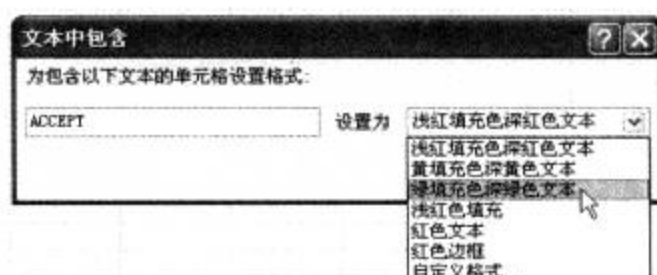 文本中包含
为包含以下文本的单元格设置格式:
ACCEPT 设置为 浅红填充色深红色文本
浅红填充色深红色文本
黄填充色深黄色文本
绿填充色深绿色文本
浅红色填充
红色文本
红色边框
自定义格式